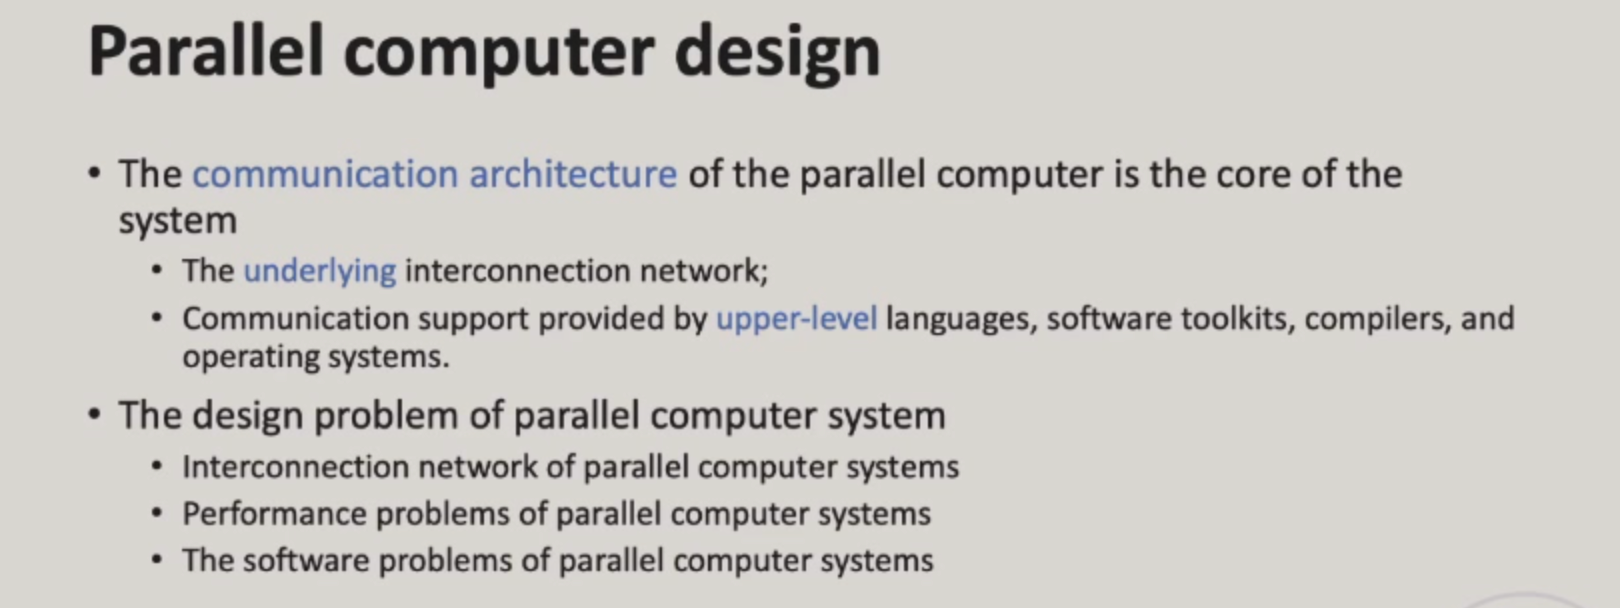 Parallel computer design
• The communication architecture of the parallel computer is the core of the
system
• The underlying interconnection network;
• Communication support provided by upper-level languages, software toolkits, compilers, and
operating systems.
• The design problem of parallel computer system
• Interconnection network of parallel computer systems
• Performance problems of parallel computer systems
• The software problems of parallel computer systems